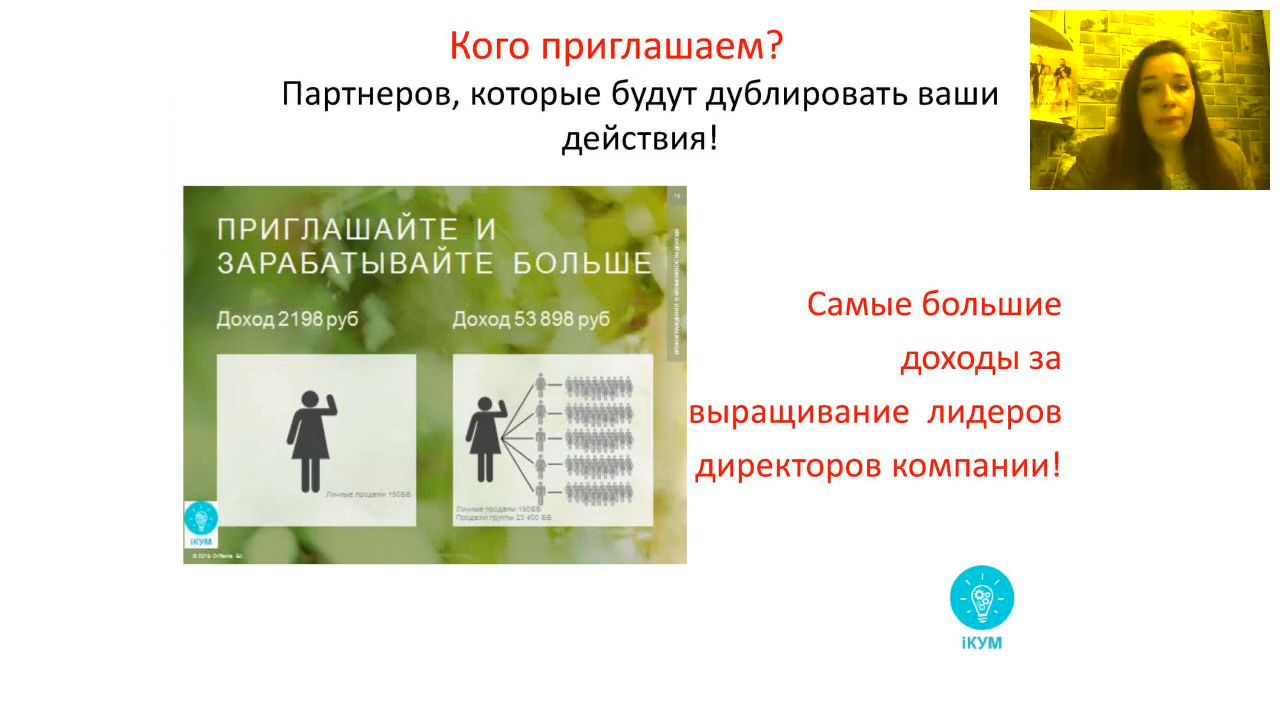 Кого приглашаем?
Партнеров, которые будут дублировать ваши
действия!
ПРИГЛАШАЙТЕ И
ЗАРАБАТЫВАЙТЕ БОЛЬШЕ
Доход 2198 руб
Доход 53 898 руб
Личные продажи 150ББ
Личные продажи 150ББ
Продажи группы 23 400 ББ
iКУМ
Самые большие
доходы за
выращивание лидеров
директоров компании!
iКУМ